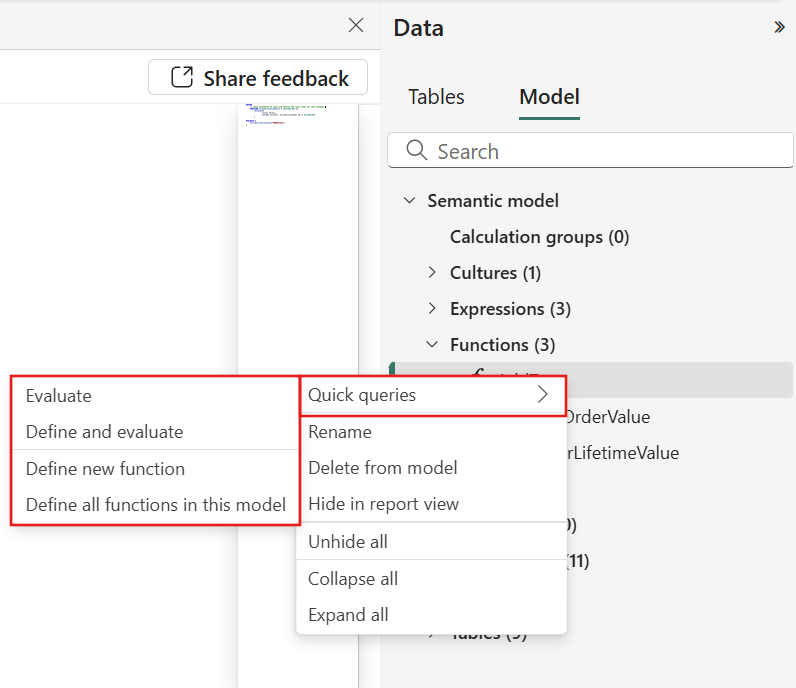 Data
Share feedback
Tables
Model
Search
Semantic model
Calculation groups (0)
Cultures (1)
Expressions (3)
Functions (3)
Evaluate
Define and evaluate
Define new function
Define all functions in this model
Quick queries
Rename
Delete from model
Hide in report view
Unhide all
Collapse all
Expand all
OrderValue
rLifetimeValue
(11)
Tables (9)